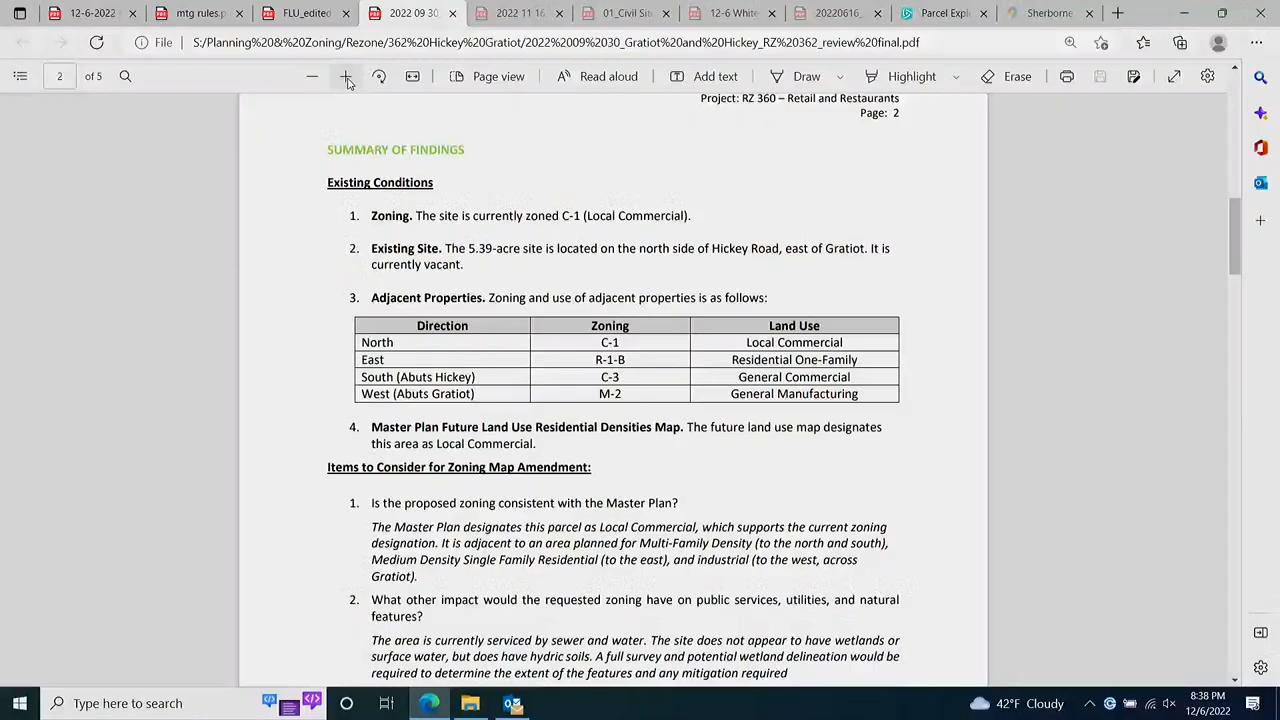 12-6-2022
mtg rules.p
FLU_edited
2022 09 30.
2022 11 16
01_Civil Sit
12-6 White
20220616_
Parcel Expl
Sherborne
File
S:/Planning%20&%20Zoning/Rezone/362%20Hickey%20Gratiot/2022%2009%2030_Gratiot%20and%20Hickey_RZ%20362_review%20final.pdf
2 of 5
Page view
Read aloud
Add text
Draw
Highlight
Erase
Project: RZ 360 – Retail and Restaurants
Page: 2
SUMMARY OF FINDINGS
Existing Conditions
1. Zoning. The site is currently zoned C-1 (Local Commercial).
2. Existing Site. The 5.39-acre site is located on the north side of Hickey Road, east of Gratiot. It is
currently vacant.
3. Adjacent Properties. Zoning and use of adjacent properties is as follows:
Direction Zoning Land Use
North C-1 Local Commercial
East R-1-B Residential One-Family
South (Abuts Hickey) C-3 General Commercial
West (Abuts Gratiot) M-2 General Manufacturing
4. Master Plan Future Land Use Residential Densities Map. The future land use map designates
this area as Local Commercial.
Items to Consider for Zoning Map Amendment:
1. Is the proposed zoning consistent with the Master Plan?
The Master Plan designates this parcel as Local Commercial, which supports the current zoning
designation. It is adjacent to an area planned for Multi-Family Density (to the north and south),
Medium Density Single Family Residential (to the east), and industrial (to the west, across
Gratiot).
2. What other impact would the requested zoning have on public services, utilities, and natural
features?
The area is currently serviced by sewer and water. The site does not appear to have wetlands or
surface water, but does have hydric soils. A full survey and potential wetland delineation would be
required to determine the extent of the features and any mitigation required
Type here to search
42°F Cloudy
8:38 PM
12/6/2022